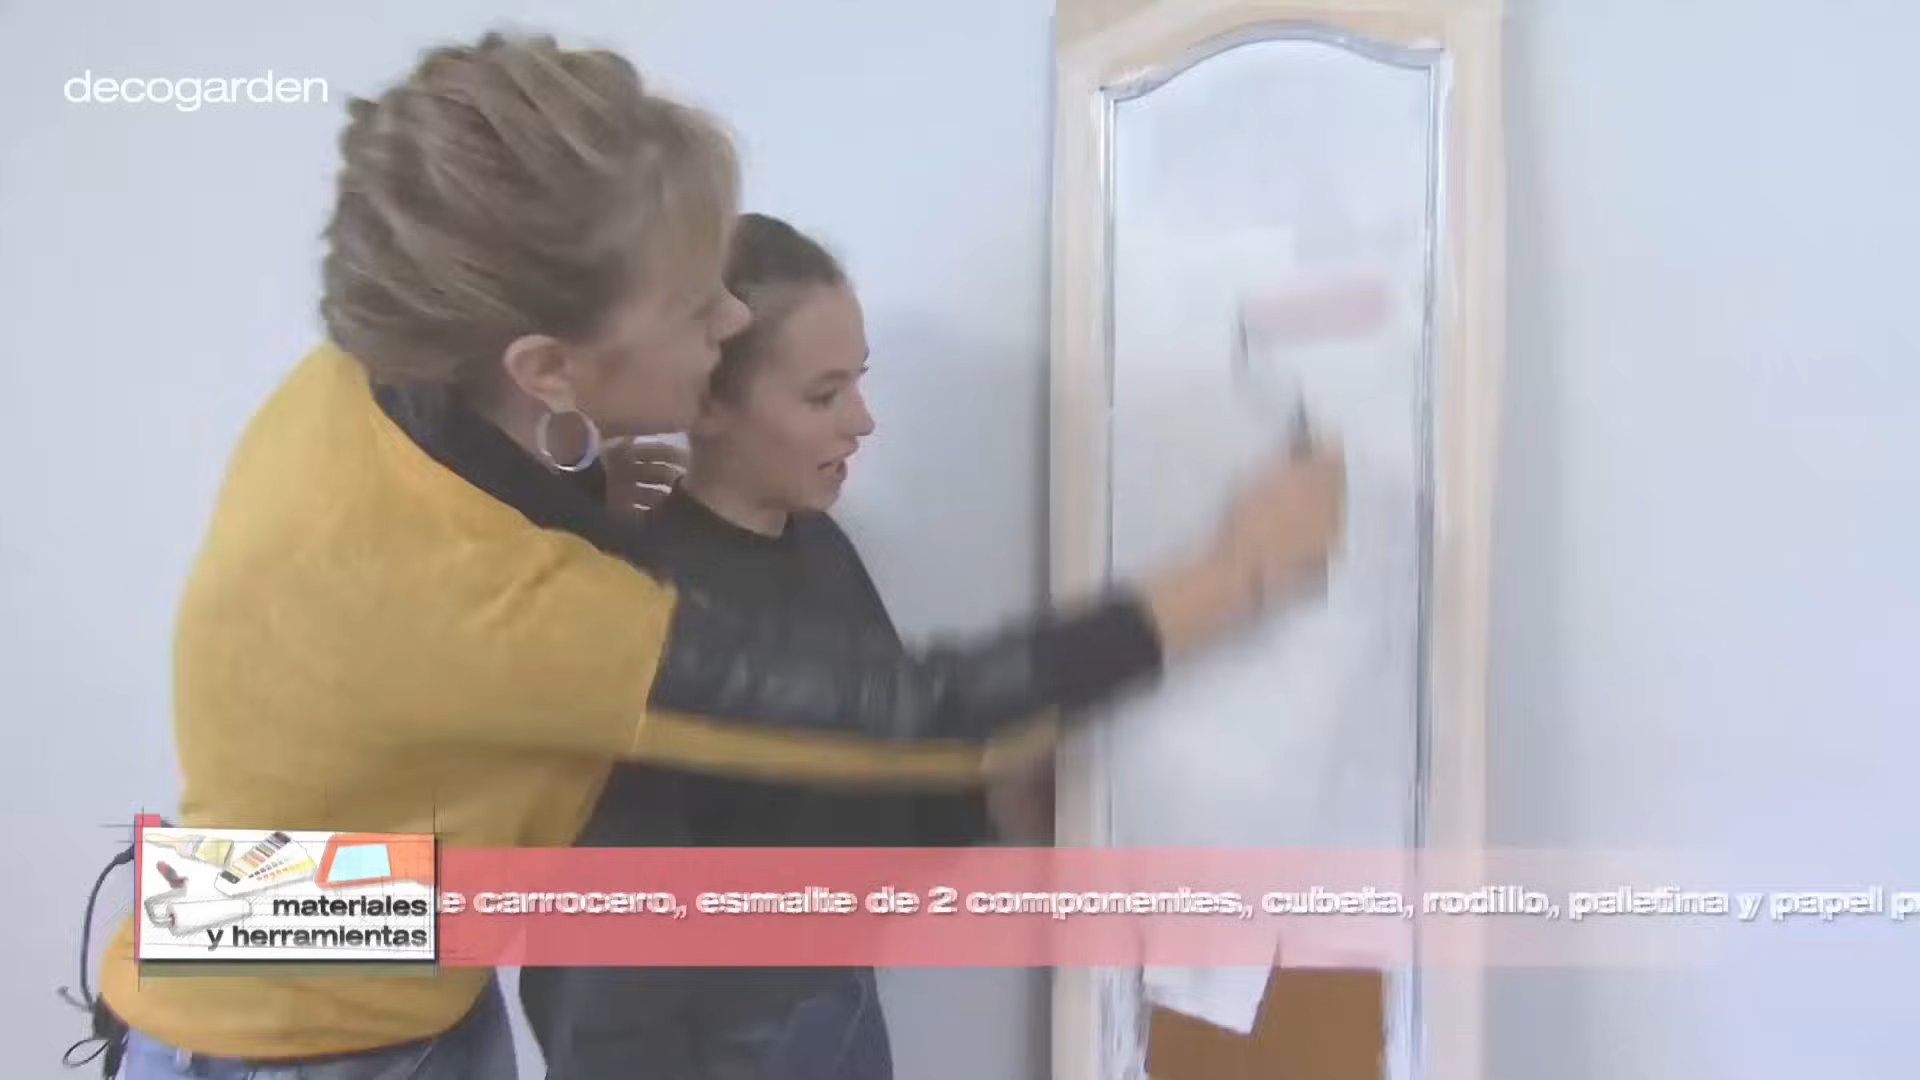 decogarden
materiales
y herramientas
e carrocero, esmalte de 2 componentes, cubeta, rodillo, paletina y papel p